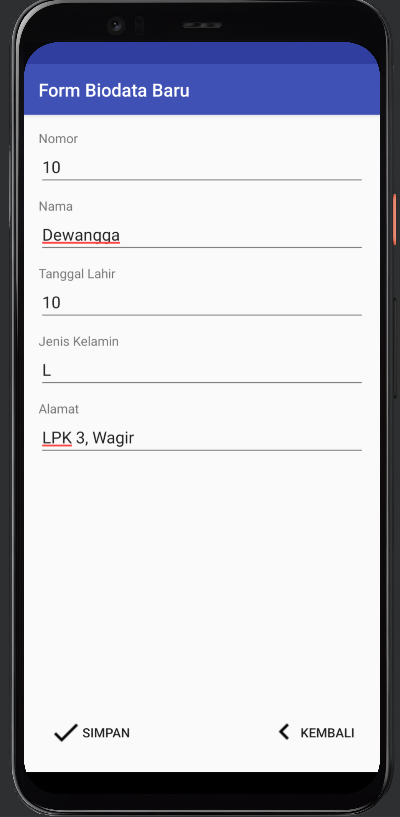 Form Biodata Baru
Nomor
10
Nama
Dewangga
Tanggal Lahir
10
Jenis Kelamin
L
Alamat
LPK 3, Wagir
SIMPAN
KEMBALI